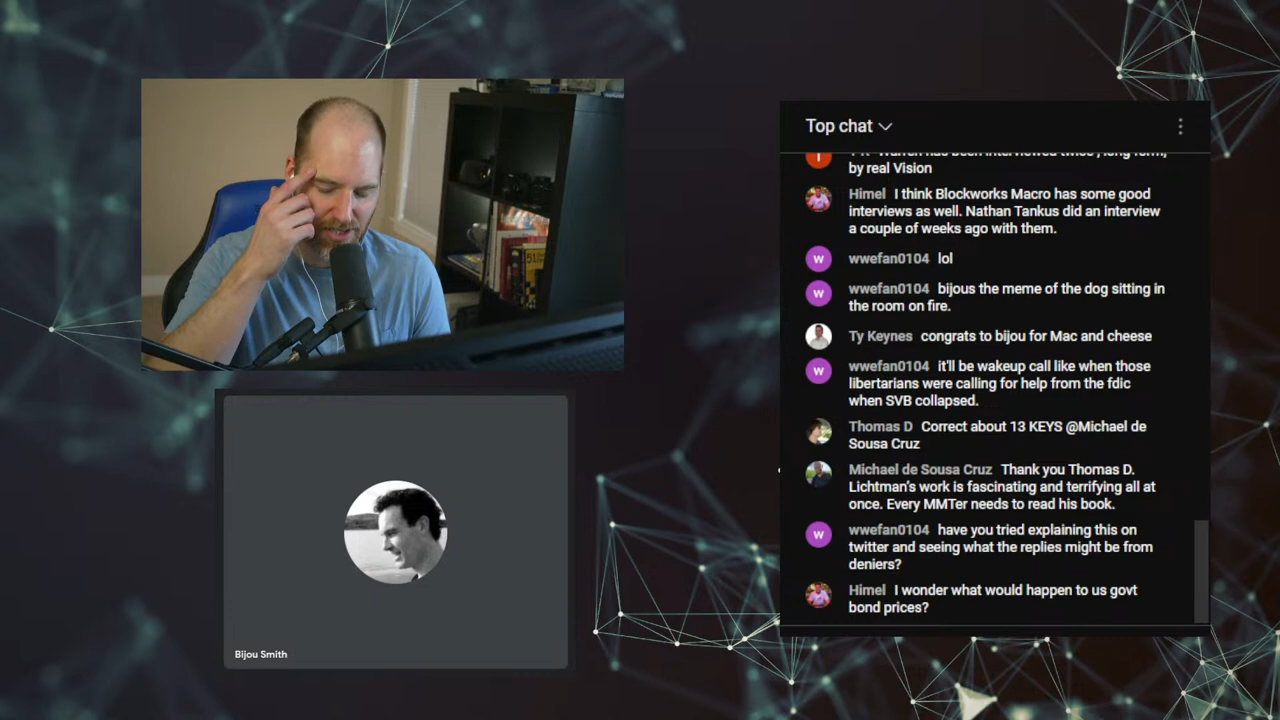 Top chat
by real Vision
Himel I think Blockworks Macro has some good
interviews as well. Nathan Tankus did an interview
a couple of weeks ago with them.
W wwefan0104 lol
W wwefan0104 bijous the meme of the dog sitting in
the room on fire.
Ty Keynes congrats to bijou for Mac and cheese
W wwefan0104 it'll be wakeup call like when those
libertarians were calling for help from the fdic
when SVB collapsed.
Thomas D Correct about 13 KEYS @Michael de
Sousa Cruz
Michael de Sousa Cruz Thank you Thomas D.
Lichtman's work is fascinating and terrifying all at
once. Every MMTer needs to read his book.
W wwefan0104 have you tried explaining this on
twitter and seeing what the replies might be from
deniers?
Himel I wonder what would happen to us govt
bond prices?
Bijou Smith